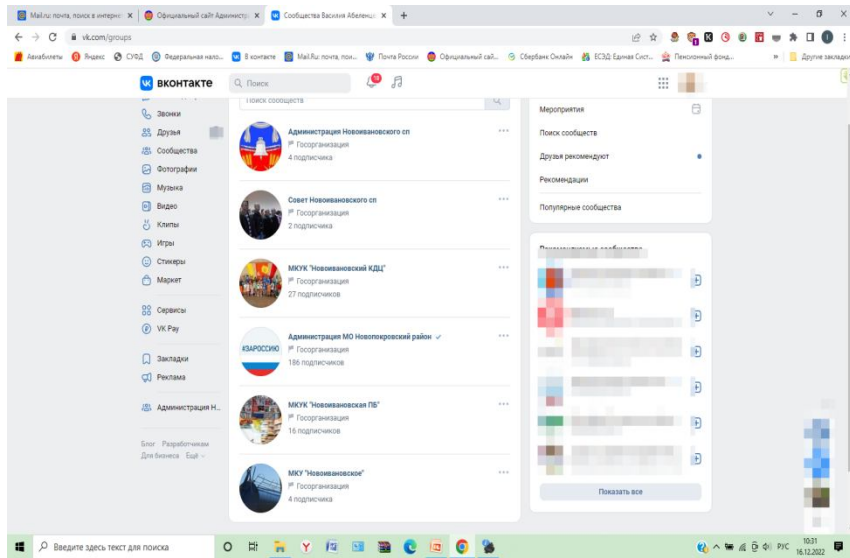 Mail.ru: почта, поиск в интерне
Официальный сайт Админист
Сообщества Василия Абеленц
vk.com/groups
Авиабилеты
Яндекс
СУФД
Федеральная нало...
В контакте
Mail.Ru: почта, пои...
Почта России
Официальный сай...
Сбербанк Онлайн
ЕСЭД: Единая Сист...
Пенсионный фонд...
»
Другие закладки
вконтакте
Поиск
Поиск сообществ
Звонки
Друзья
Сообщества
Фотографии
Музыка
Видео
Клипы
Игры
Стикеры
Маркет
Сервисы
VK Pay
Закладки
Реклама
Администрация Н...
Блог Разработчикам
Для бизнеса Ещё
Администрация Новоивановского сп
Госорганизация
4 подписчика
Совет Новоивановского сп
Госорганизация
2 подписчика
МКУК "Новоивановский КДЦ"
Госорганизация
27 подписчиков
#ЗАРОССИЮ
Администрация МО Новопокровский район
Госорганизация
186 подписчиков
МКУК "Новоивановская ПБ"
Госорганизация
16 подписчиков
МКУ "Новоивановское"
Госорганизация
4 подписчика
Мероприятия
Поиск сообществ
Друзья рекомендуют
Рекомендации
Популярные сообщества
Показать все
Введите здесь текст для поиска
РУС
10:31
16.12.2022